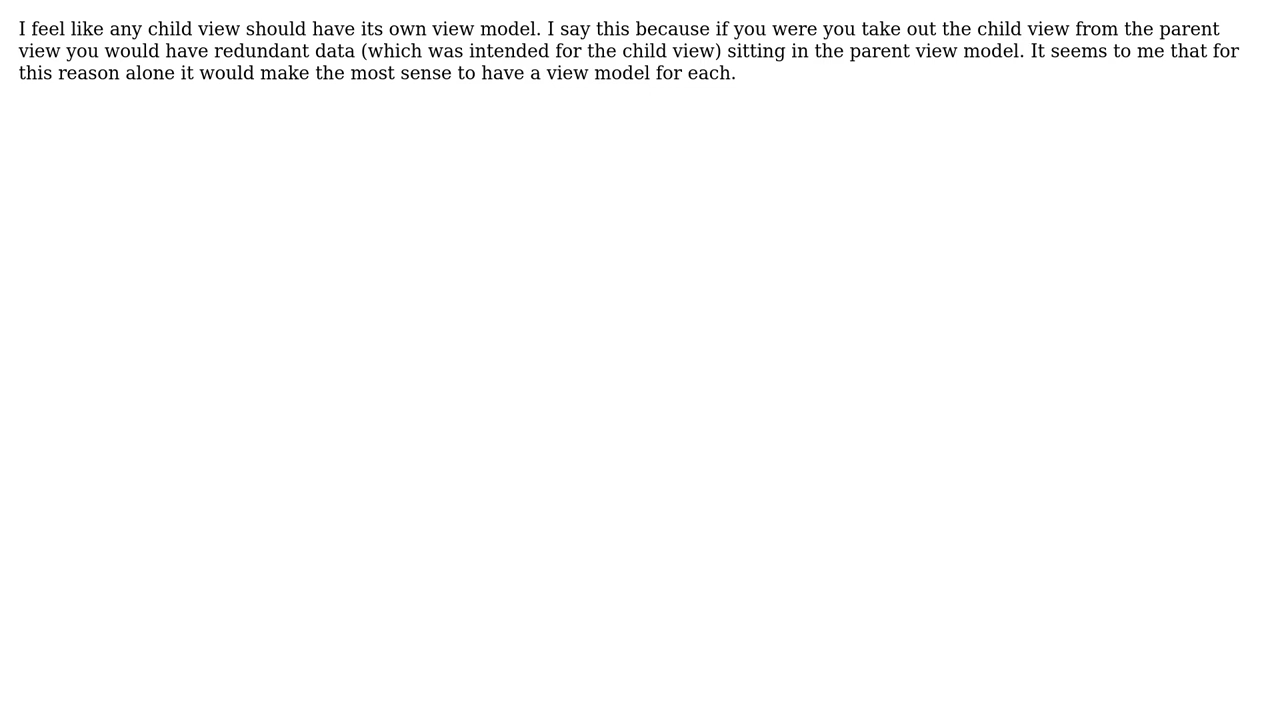 I feel like any child view should have its own view model. I say this because if you were you take out the child view from the parent
view you would have redundant data (which was intended for the child view) sitting in the parent view model. It seems to me that for
this reason alone it would make the most sense to have a view model for each.